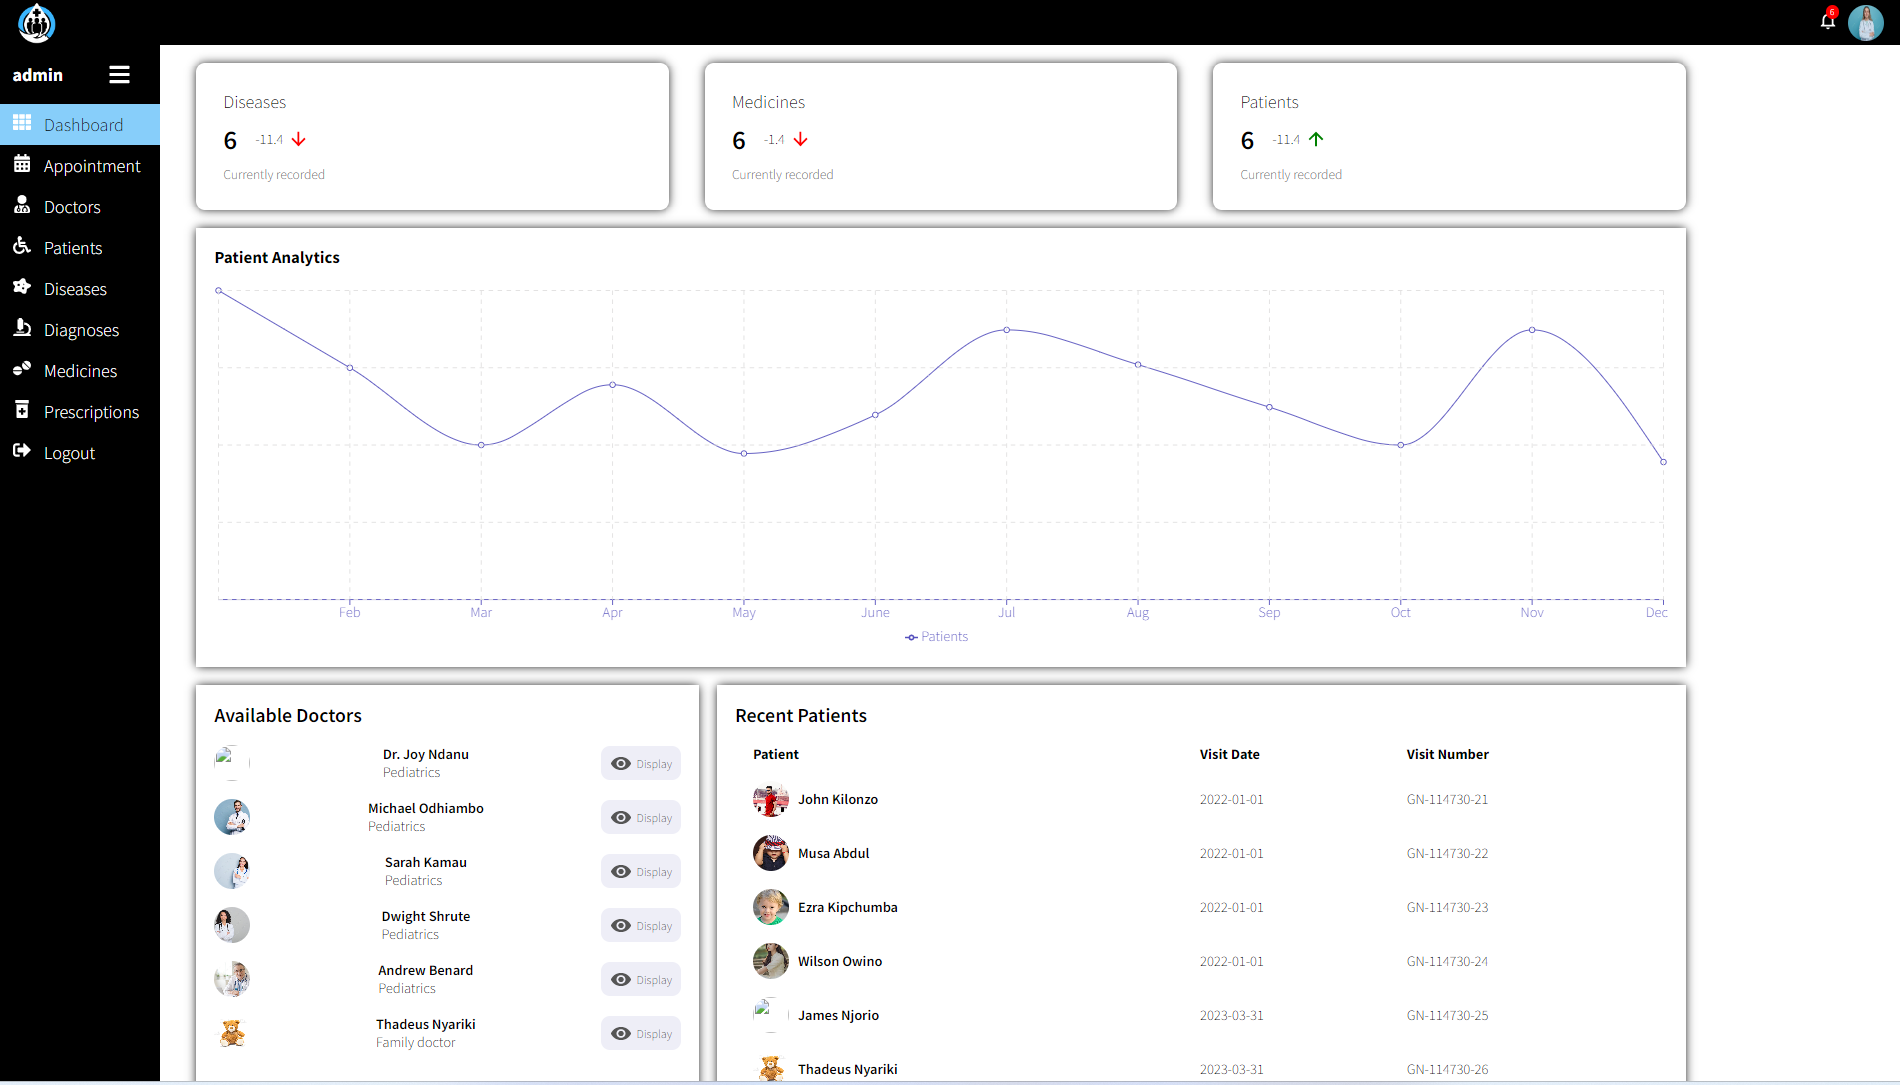 6
admin
Dashboard
Appointment
Doctors
Patients
Diseases
Diagnoses
Medicines
Prescriptions
Logout
Diseases
6 -11.4
Currently recorded
Medicines
6 -1.4
Currently recorded
Patients
6 -11.4
Currently recorded
Patient Analytics
Feb Mar Apr May June Jul Aug Sep Oct Nov Dec
Patients
Available Doctors
Dr. Joy Ndanu
Pediatrics
Display
Michael Odhiambo
Pediatrics
Display
Sarah Kamau
Pediatrics
Display
Dwight Shrute
Pediatrics
Display
Andrew Benard
Pediatrics
Display
Thadeus Nyariki
Family doctor
Display
Recent Patients
Patient Visit Date Visit Number
John Kilonzo 2022-01-01 GN-114730-21
Musa Abdul 2022-01-01 GN-114730-22
Ezra Kipchumba 2022-01-01 GN-114730-23
Wilson Owino 2022-01-01 GN-114730-24
James Njorio 2023-03-31 GN-114730-25
Thadeus Nyariki 2023-03-31 GN-114730-26